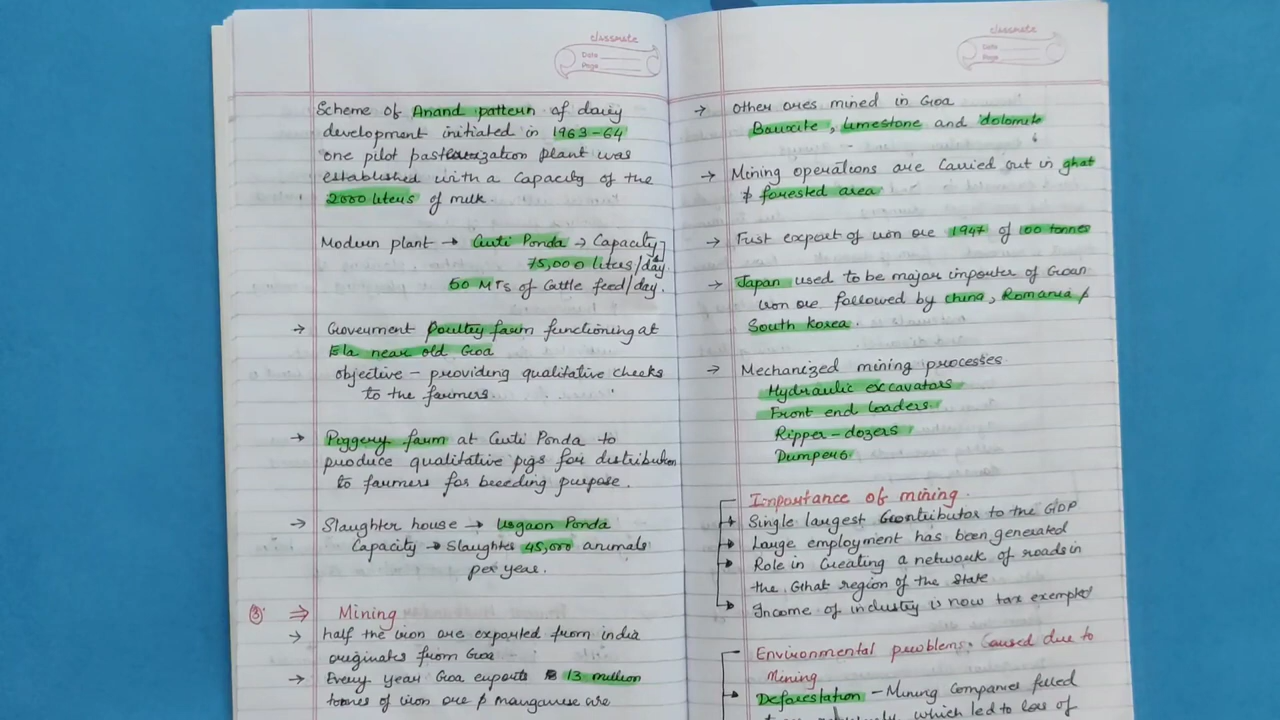 classmate
Date
Page
Scheme of Anand pattern of dairy
development initiated in 1963-64
one pilot pasteurization plant was
established with a capacity of the
2000 liters of milk.
Modern plant → Curti Ponda → Capacity
75,000 liters/day
50 MTs of Cattle feed/day.
→ Government Poultry farm functioning at
Ela near old Goa
objective - providing qualitative cheeks
to the farmers
→ Piggery farm at Curti Ponda to
produce qualitative pigs for distribution
to farmers for breeding purpose.
→ Slaughter house → Usgaon Ponda
Capacity → Slaughter 45,000 animals
per year.
③ ⇒ Mining
→ half the iron ore exported from india
originates from Goa
→ Every year Goa exports 13 million
tonnes of iron ore & manganese ore
classmate
Date
Page
→ Other ores mined in Goa
Bauxite, limestone and dolomite
→ Mining operations are carried out in ghat
& forested area
→ First export of iron ore 1947 of 100 tonnes
→ Japan used to be major importer of Goan
iron ore followed by china, Romania &
South Korea.
→ Mechanized mining processes
Hydraulic excavators
Front end loaders
Ripper-dozers
Dumpers
Importance of mining.
→ Single largest Contributor to the GDP
→ Large employment has been generated
→ Role in Creating a network of roads in
the Ghat region of the State
→ Income of industry is now tax exempted
Environmental problems. Caused due to
Mining
→ Deforestation - Mining Companies felled
which led to loss of